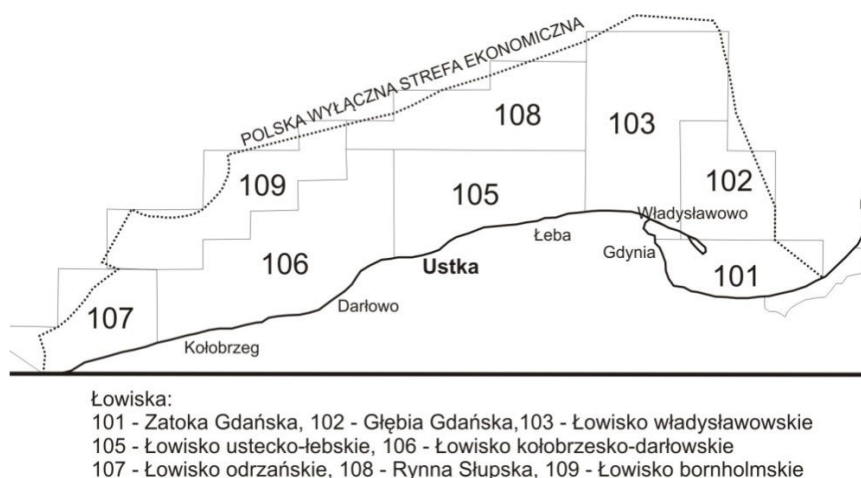 POLSKA WYŁĄCZNA STREFA EKONOMICZNA
108
103
109
102
105
Władysławowo
Łeba
Gdynia
106
Ustka
101
Darłowo
107
Kołobrzeg
Łowiska:
101 - Zatoka Gdańska, 102 - Głębia Gdańska,103 - Łowisko władysławowskie
105 - Łowisko ustecko-łebskie, 106 - Łowisko kołobrzesko-darłowskie
107 - Łowisko odrzańskie, 108 - Rynna Słupska, 109 - Łowisko bornholmskie